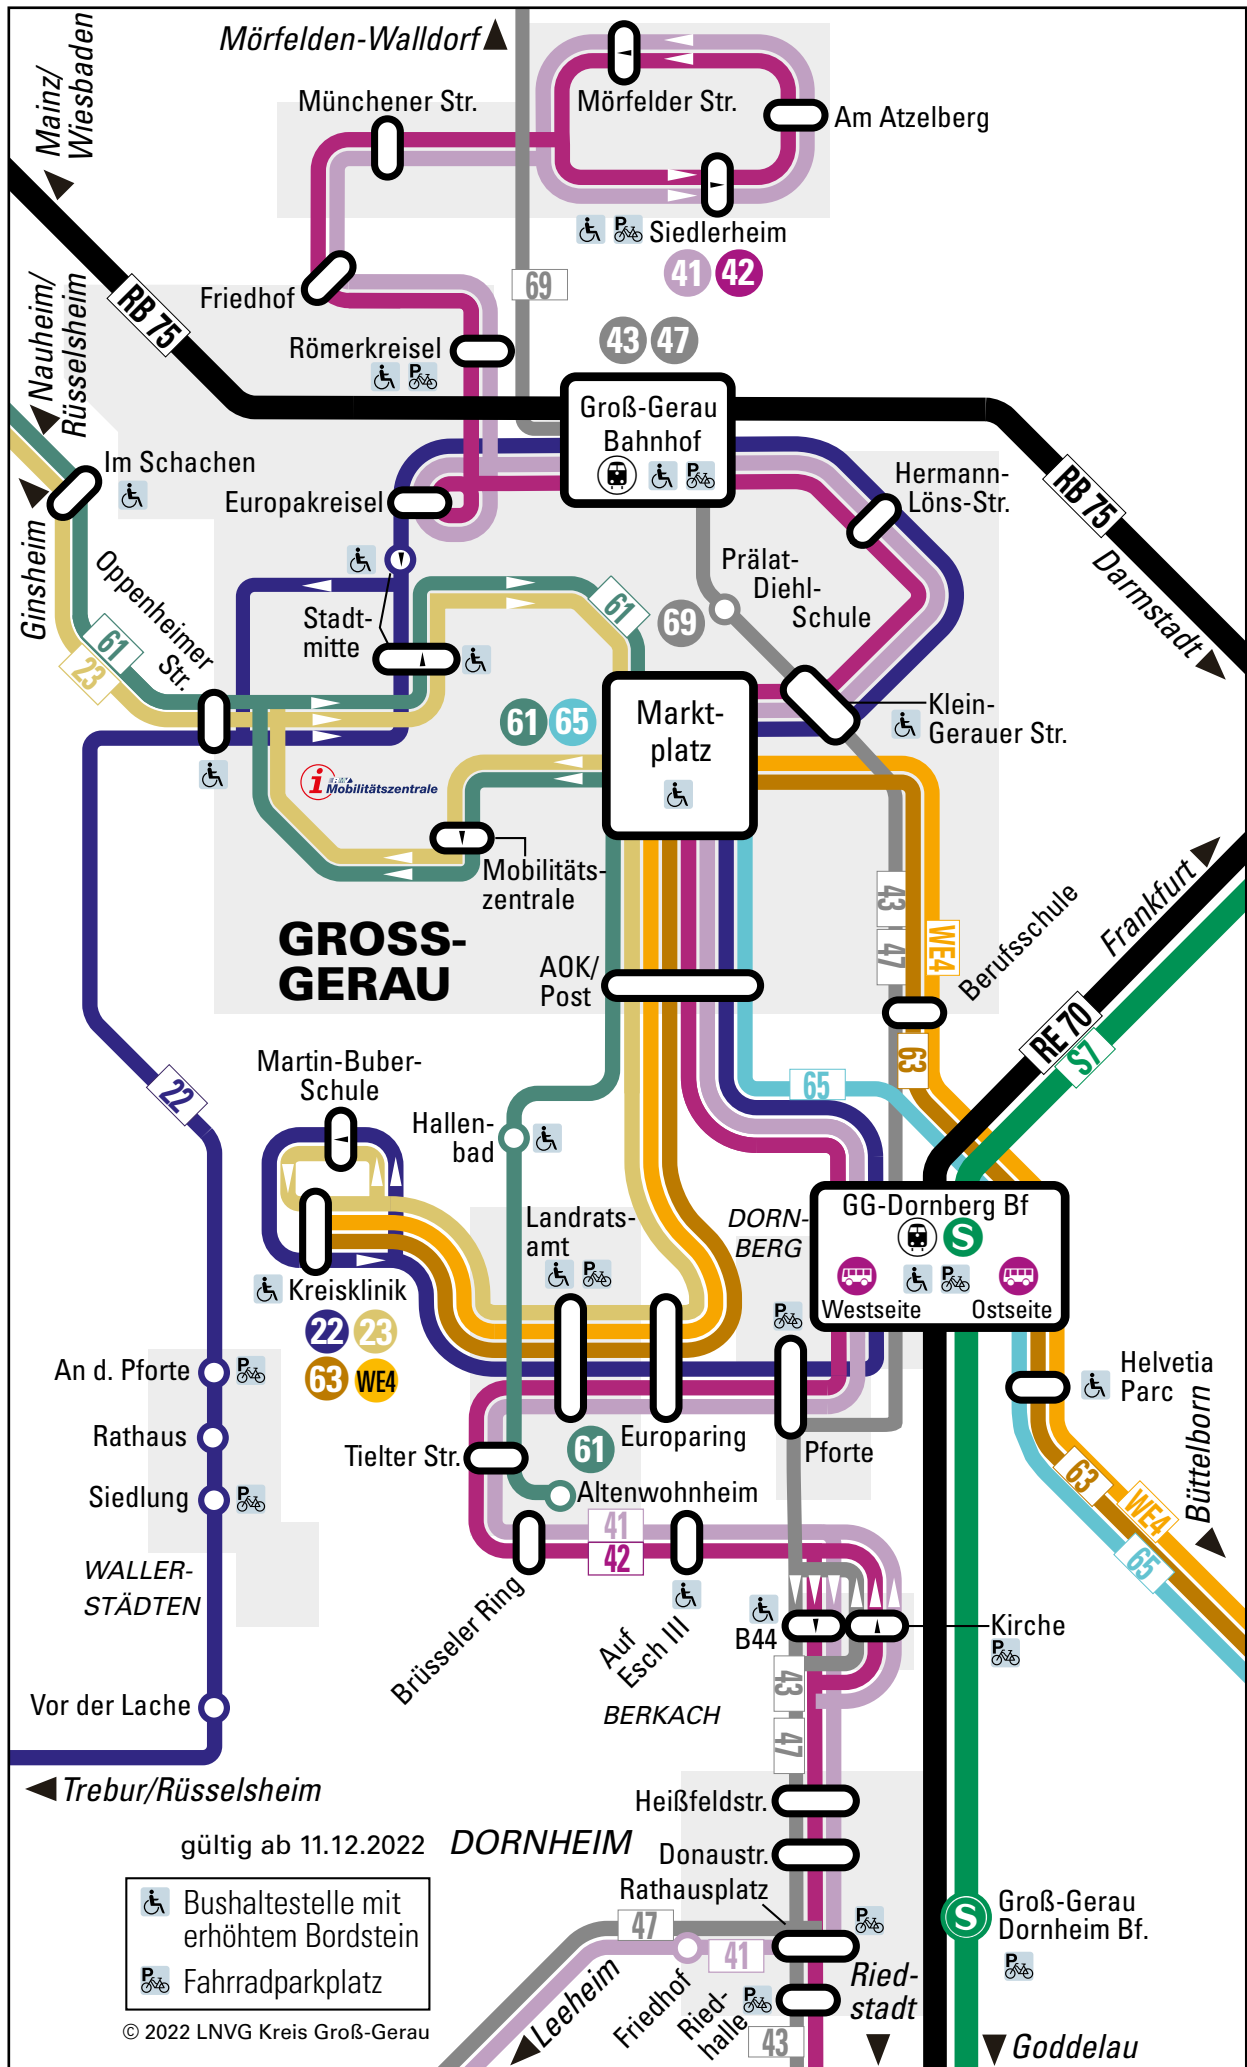 Mörfelden-Walldorf
Mainz/
Wiesbaden
Münchener Str.
Mörfelder Str.
Am Atzelberg
Siedlerheim
41 42
Friedhof
69
RB 75
Nauheim/
Rüsselsheim
Römerkreisel
43 47
Groß-Gerau
Bahnhof
Im Schachen
Europakreisel
Hermann-
Löns-Str.
RB 75
Ginsheim
Oppenheimer
Str.
61
23
Stadt-
mitte
61
69
Prälat-
Diehl-
Schule
Darmstadt
61 65
Markt-
platz
Klein-
Gerauer Str.
i RMV
Mobilitätszentrale
Mobilitäts-
zentrale
GROSS-
GERAU
AOK/
Post
43
47
WE4
Berufsschule
Frankfurt
RE 70
S7
63
65
22
Martin-Buber-
Schule
Hallen-
bad
Landrats-
amt
DORN-
BERG
GG-Dornberg Bf
S
Westseite
Ostseite
Kreisklinik
22 23
63 WE4
An d. Pforte
Rathaus
Siedlung
WALLER-
STÄDTEN
Tielter Str.
61
Europaring
Pforte
Altenwohnheim
Helvetia
Parc
Büttelborn
63
WE4
65
41
42
Brüsseler Ring
Auf
Esch III
B44
Kirche
43
47
BERKACH
Vor der Lache
Trebur/Rüsselsheim
Heißfeldstr.
gültig ab 11.12.2022
DORNHEIM
Donaustr.
Rathausplatz
47
41
Leeheim
Friedhof
Ried-
halle
43
Ried-
stadt
S
Groß-Gerau
Dornheim Bf.
Goddelau
Bushaltestelle mit
erhöhtem Bordstein
P
Fahrradparkplatz
© 2022 LNVG Kreis Groß-Gerau